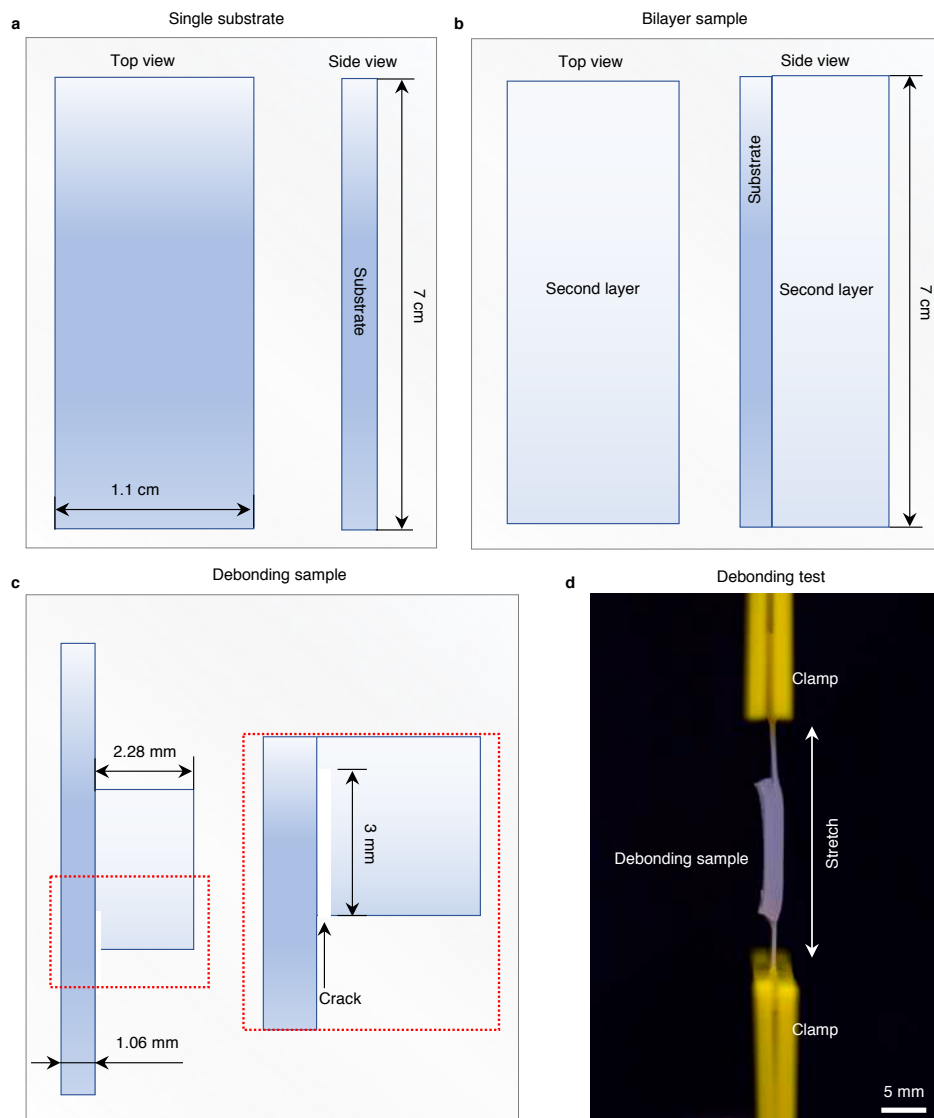 a
Single substrate
Top view
Side view
Substrate
7 cm
1.1 cm
b
Bilayer sample
Top view
Side view
Substrate
Second layer
Second layer
7 cm
c
Debonding sample
2.28 mm
3 mm
Crack
1.06 mm
d
Debonding test
Clamp
Stretch
Debonding sample
Clamp
5 mm